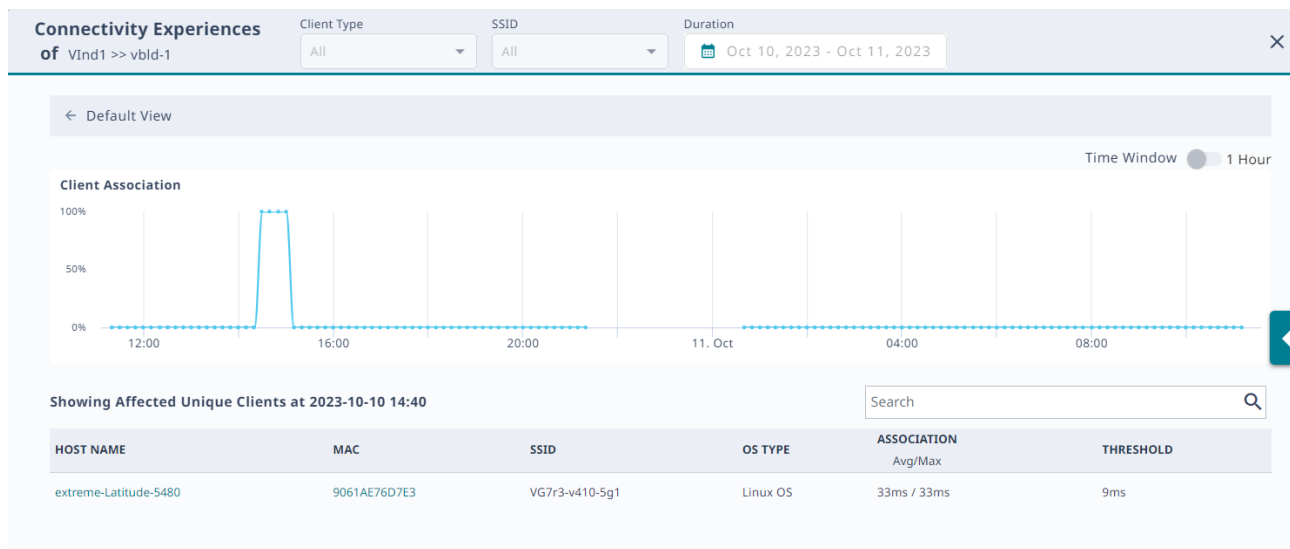 Connectivity Experiences
of VInd1 >> vbld-1
Client Type
All
SSID
All
Duration
Oct 10, 2023 - Oct 11, 2023
Default View
Time Window 1 Hour
Client Association
100%
50%
0%
12:00 16:00 20:00 11. Oct 04:00 08:00
Showing Affected Unique Clients at 2023-10-10 14:40
Search
HOST NAME MAC SSID OS TYPE ASSOCIATION Avg/Max THRESHOLD
extreme-Latitude-5480 9061AE76D7E3 VG7r3-v410-5g1 Linux OS 33ms / 33ms 9ms